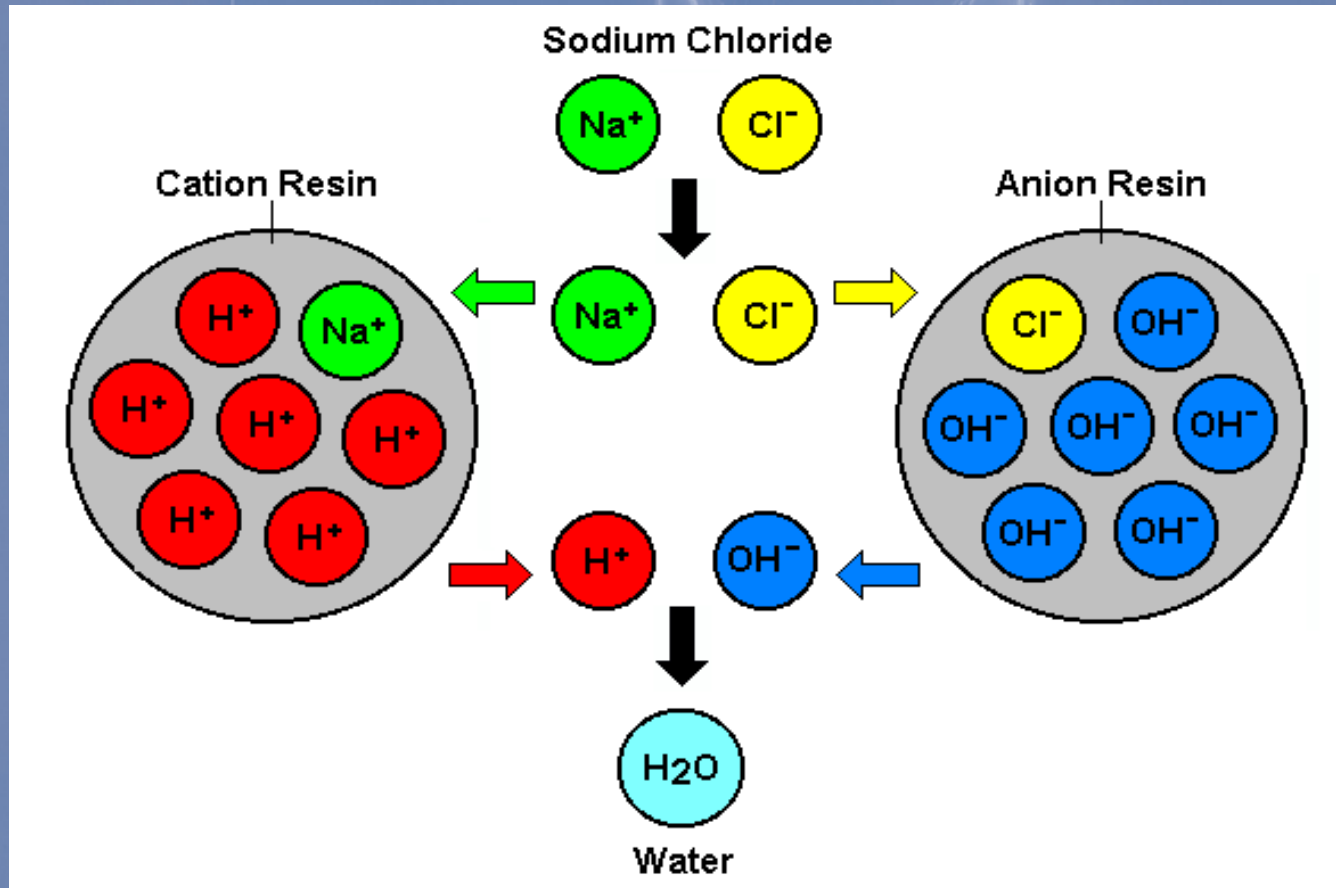 Sodium Chloride
Na⁺ Cl⁻
Cation Resin Anion Resin
Na⁺ Cl⁻
H⁺ Na⁺
H⁺ H⁺ H⁺
H⁺ H⁺
Cl⁻ OH⁻
OH⁻ OH⁻ OH⁻
OH⁻ OH⁻
H⁺ OH⁻
H2O
Water